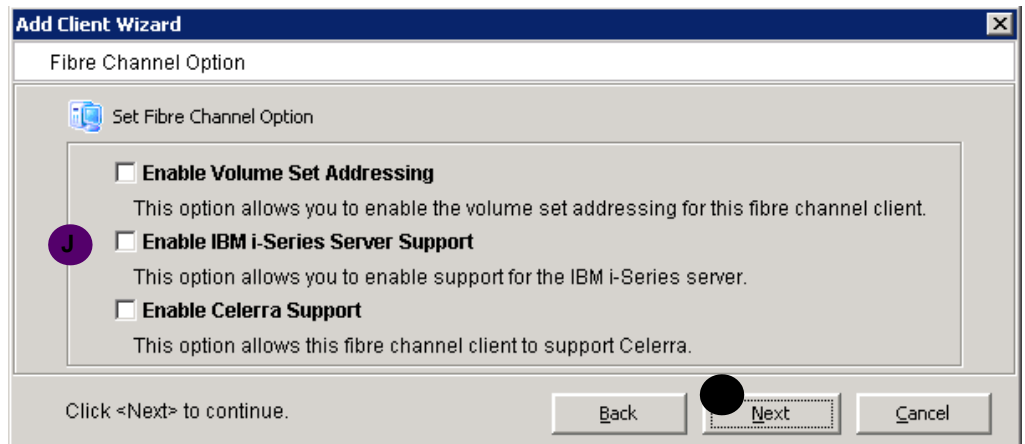 Add Client Wizard
Fibre Channel Option
Set Fibre Channel Option
Enable Volume Set Addressing
This option allows you to enable the volume set addressing for this fibre channel client.
J
Enable IBM i-Series Server Support
This option allows you to enable support for the IBM i-Series server.
Enable Celerra Support
This option allows this fibre channel client to support Celerra.
Click <Next> to continue.
Back
Next
Cancel